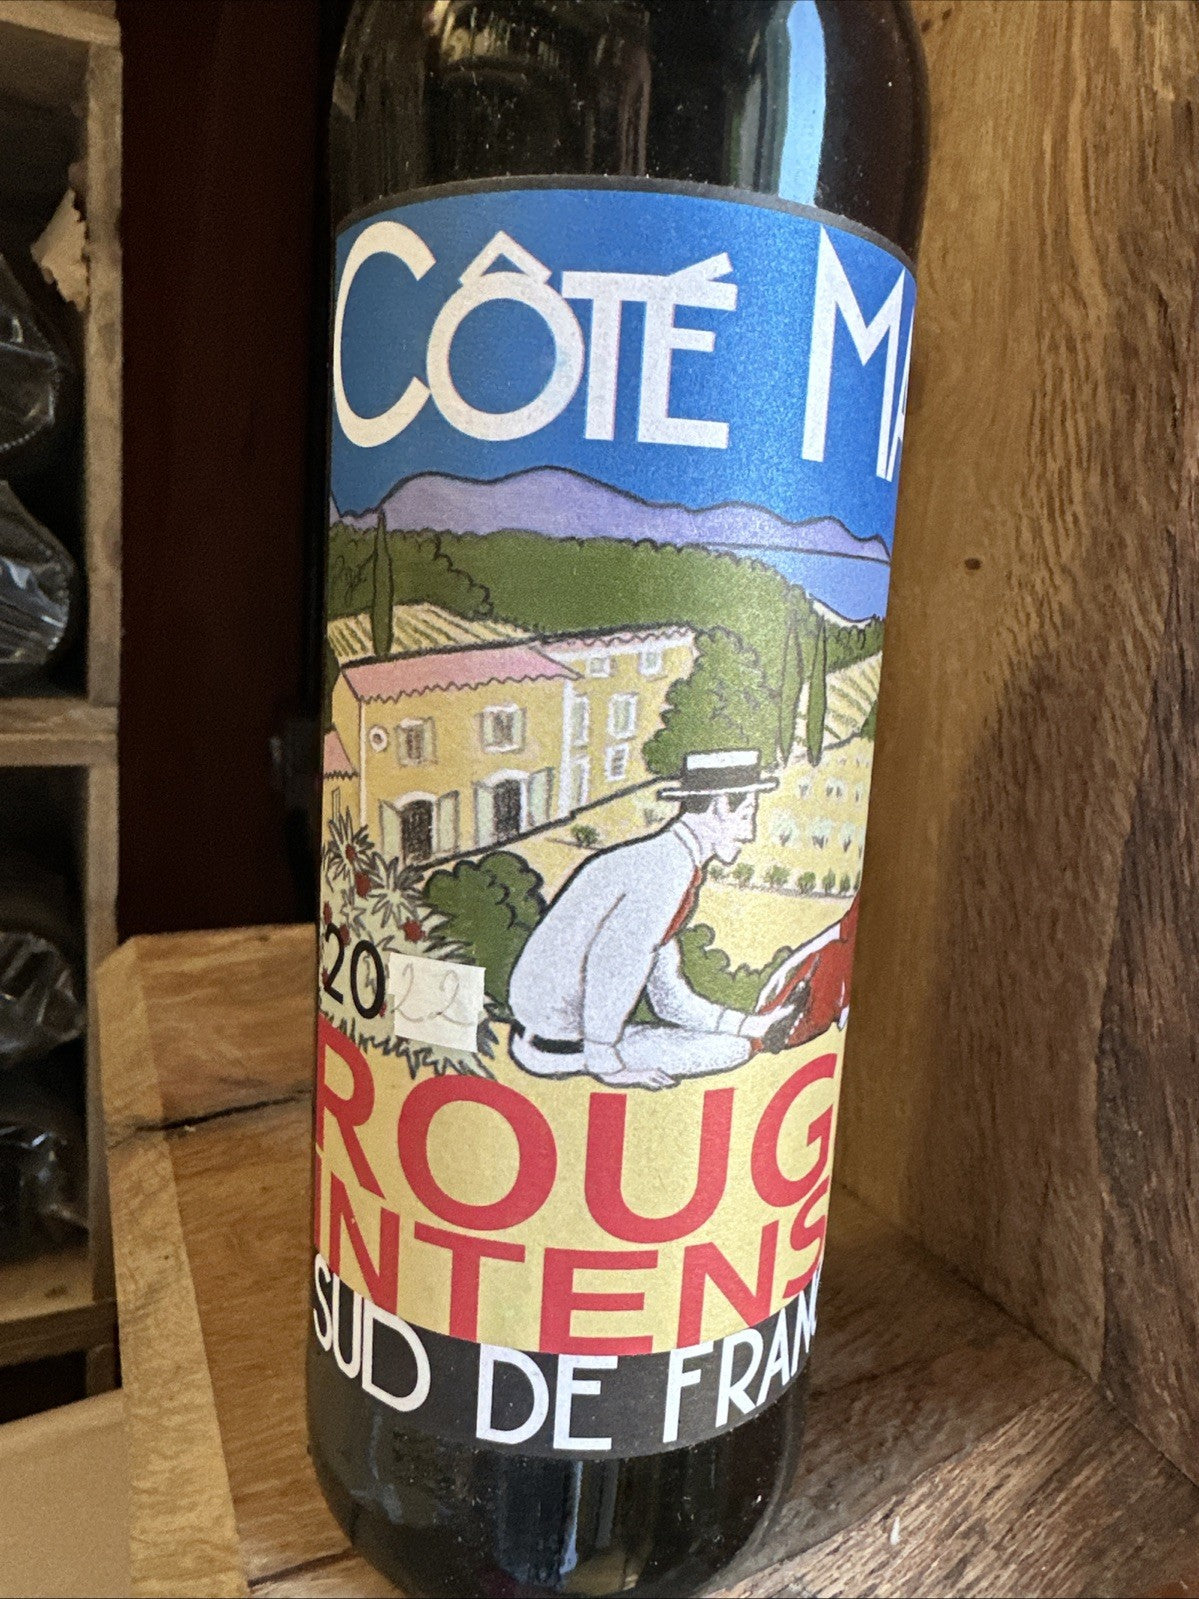 CÔTÉ MA
2022
ROUG
INTENS
SUD DE FRAN